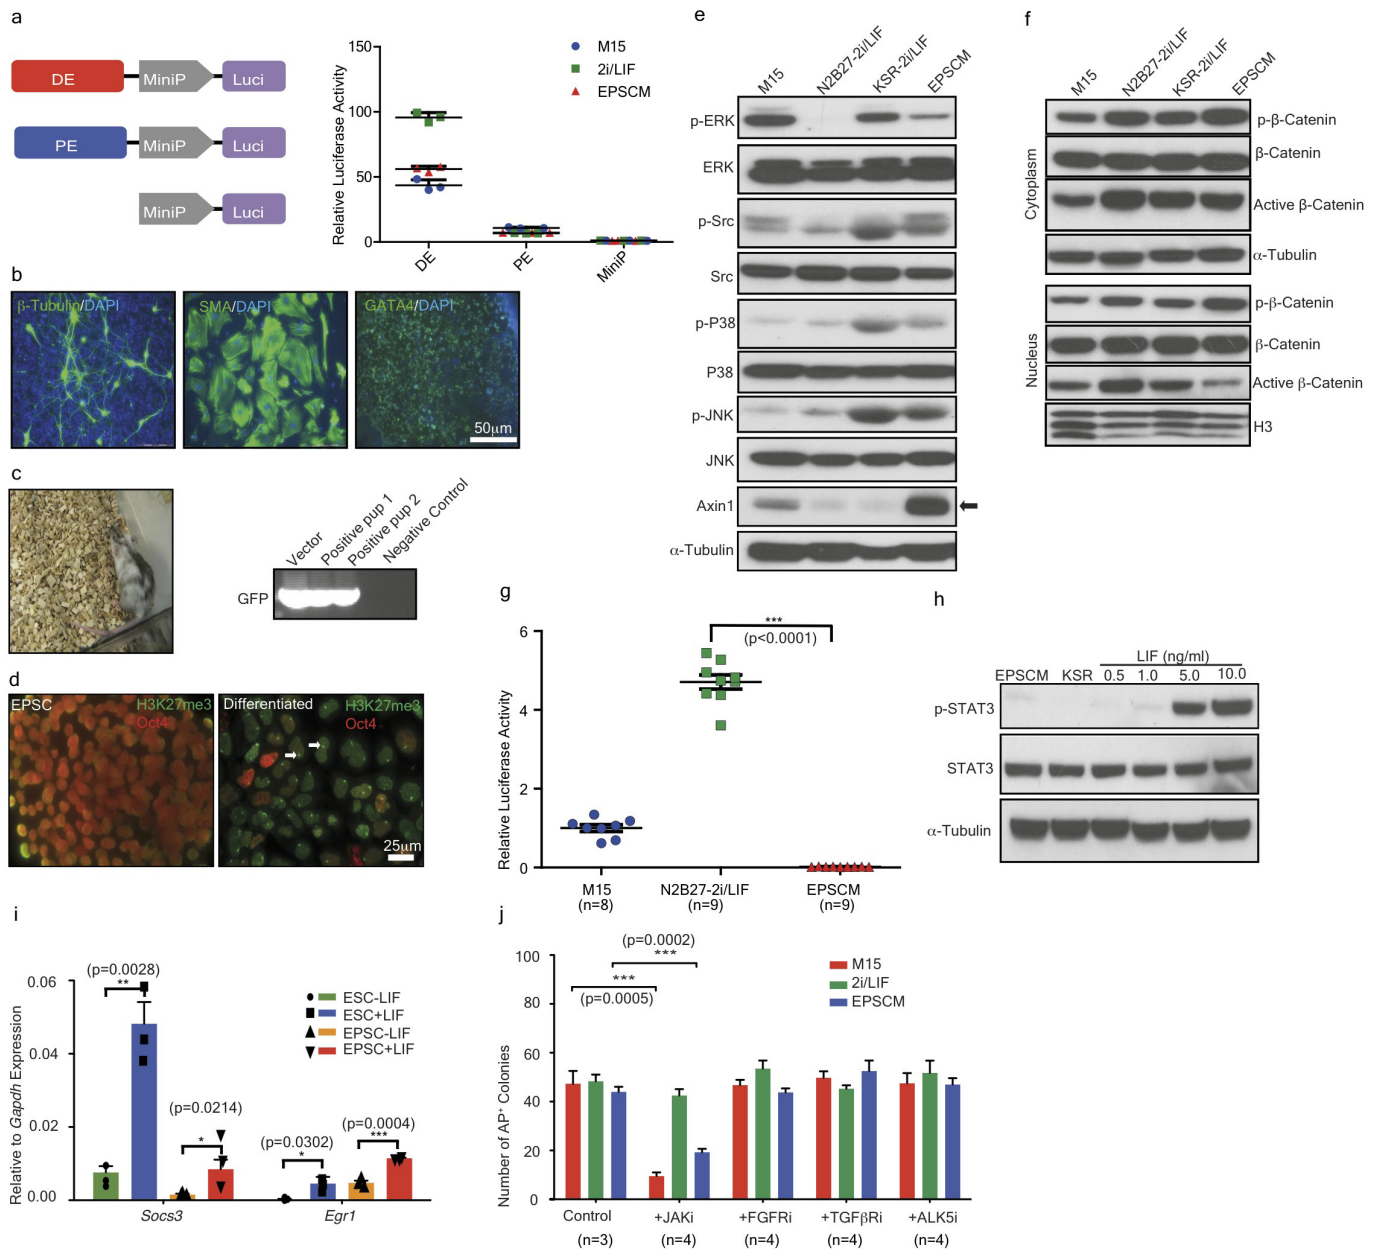 a
DE MiniP Luci
PE MiniP Luci
MiniP Luci
Relative Luciferase Activity
150
100
50
0
M15
2i/LIF
EPSCM
DE PE MiniP
b
β-Tubulin/DAPI
SMA/DAPI
GATA4/DAPI
50μm
c
Vector
Positive pup 1
Positive pup 2
Negative Control
GFP
d
EPSC
H3K27me3
Oct4
Differentiated
H3K27me3
Oct4
25μm
e
M15 N2B27-2i/LIF KSR-2i/LIF EPSCM
p-ERK
ERK
p-Src
Src
p-P38
P38
p-JNK
JNK
Axin1
α-Tubulin
f
M15 N2B27-2i/LIF KSR-2i/LIF EPSCM
Cytoplasm
p-β-Catenin
β-Catenin
Active β-Catenin
α-Tubulin
Nucleus
p-β-Catenin
β-Catenin
Active β-Catenin
H3
g
Relative Luciferase Activity
6
4
2
0
***
(p<0.0001)
M15 N2B27-2i/LIF EPSCM
(n=8) (n=9) (n=9)
h
LIF (ng/ml)
EPSCM KSR 0.5 1.0 5.0 10.0
p-STAT3
STAT3
α-Tubulin
i
Relative to Gapdh Expression
0.06
0.04
0.02
0.00
(p=0.0028)
**
(p=0.0214)
*
(p=0.0302)
*
(p=0.0004)
***
ESC-LIF
ESC+LIF
EPSC-LIF
EPSC+LIF
Socs3 Egr1
j
Number of AP+ Colonies
100
80
60
40
20
0
(p=0.0002)
***
***
(p=0.0005)
M15
2i/LIF
EPSCM
Control +JAKi +FGFRi +TGFβRi +ALK5i
(n=3) (n=4) (n=4) (n=4) (n=4)